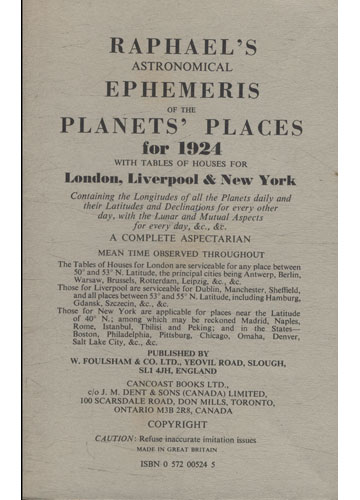 RAPHAEL'S
ASTRONOMICAL
EPHEMERIS
OF THE
PLANETS' PLACES
for 1924
WITH TABLES OF HOUSES FOR
London, Liverpool & New York
Containing the Longitudes of all the Planets daily and
their Latitudes and Declinations for every other
day, with the Lunar and Mutual Aspects
for every day, &c., &c.
A COMPLETE ASPECTARIAN
MEAN TIME OBSERVED THROUGHOUT
The Tables of Houses for London are serviceable for any place between
50° and 53° N. Latitude, the principal cities being Antwerp, Berlin,
Warsaw, Brussels, Rotterdam, Leipzig, &c., &c.
Those for Liverpool are serviceable for Dublin, Manchester, Sheffield,
and all places between 53° and 55° N. Latitude, including Hamburg,
Gdansk, Szczecin, &c., &c.
Those for New York are applicable for places near the Latitude
of 40° N.; among which may be reckoned Madrid, Naples,
Rome, Istanbul, Thilisi and Peking; and in the States—
Boston, Philadelphia, Pittsburg, Chicago, Omaha, Denver,
Salt Lake City, &c., &c.
PUBLISHED BY
W. FOULSHAM & CO. LTD., YEOVIL ROAD, SLOUGH,
SL1 4JH, ENGLAND
CANCOAST BOOKS LTD.,
c/o J. M. DENT & SONS (CANADA) LIMITED,
100 SCARSDALE ROAD, DON MILLS, TORONTO,
ONTARIO M3B 2R8, CANADA
COPYRIGHT
CAUTION: Refuse inaccurate imitation issues
MADE IN GREAT BRITAIN
ISBN 0 572 00524 5